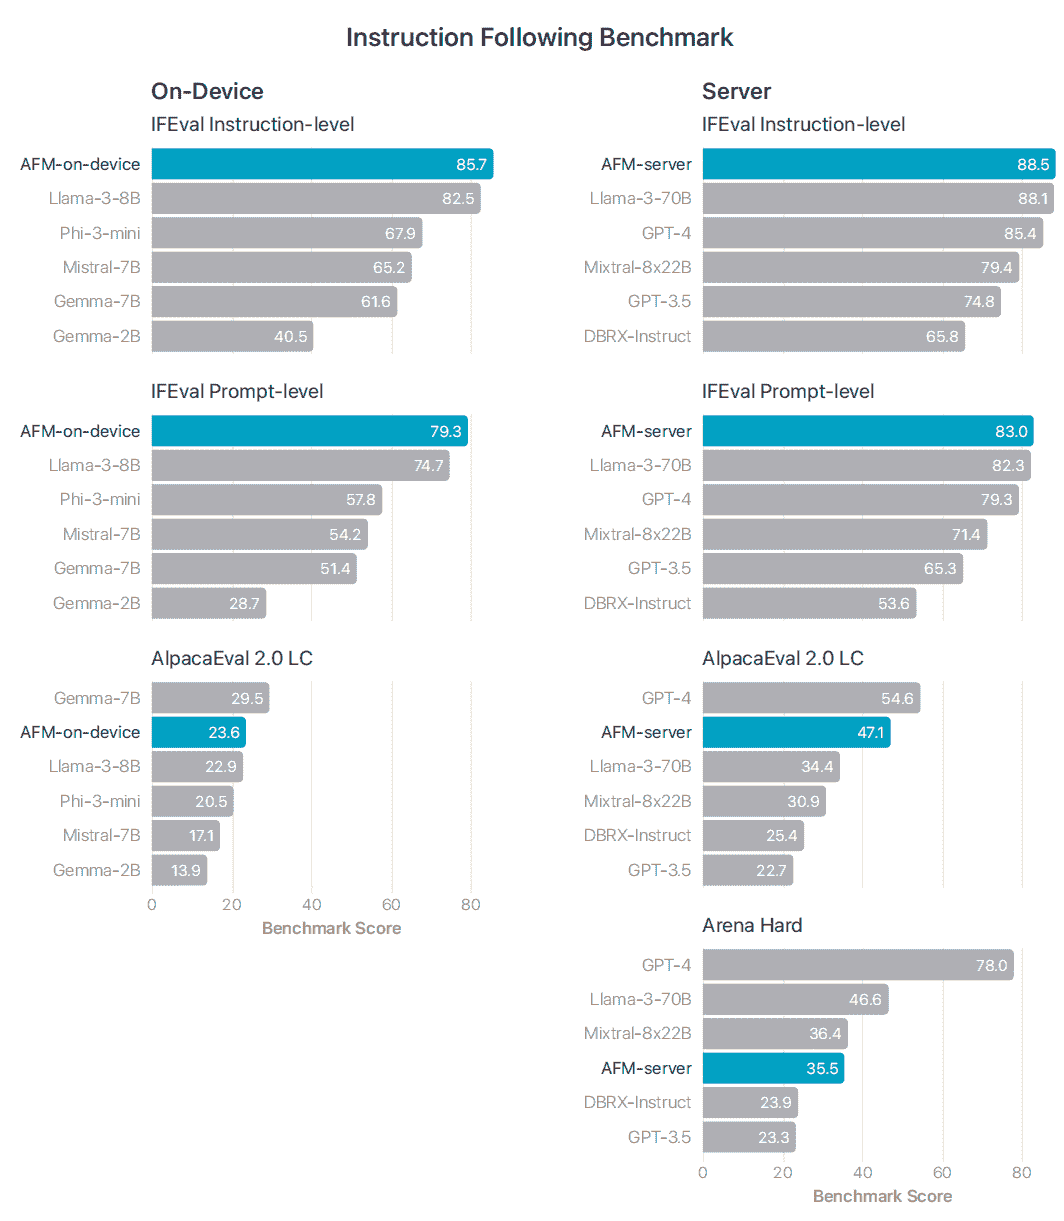 Instruction Following Benchmark
On-Device
IFEval Instruction-level
AFM-on-device 85.7
Llama-3-8B 82.5
Phi-3-mini 67.9
Mistral-7B 65.2
Gemma-7B 61.6
Gemma-2B 40.5
IFEval Prompt-level
AFM-on-device 79.3
Llama-3-8B 74.7
Phi-3-mini 57.8
Mistral-7B 54.2
Gemma-7B 51.4
Gemma-2B 28.7
AlpacaEval 2.0 LC
Gemma-7B 29.5
AFM-on-device 23.6
Llama-3-8B 22.9
Phi-3-mini 20.5
Mistral-7B 17.1
Gemma-2B 13.9
0 20 40 60 80
Benchmark Score
Server
IFEval Instruction-level
AFM-server 88.5
Llama-3-70B 88.1
GPT-4 85.4
Mixtral-8x22B 79.4
GPT-3.5 74.8
DBRX-Instruct 65.8
IFEval Prompt-level
AFM-server 83.0
Llama-3-70B 82.3
GPT-4 79.3
Mixtral-8x22B 71.4
GPT-3.5 65.3
DBRX-Instruct 53.6
AlpacaEval 2.0 LC
GPT-4 54.6
AFM-server 47.1
Llama-3-70B 34.4
Mixtral-8x22B 30.9
DBRX-Instruct 25.4
GPT-3.5 22.7
Arena Hard
GPT-4 78.0
Llama-3-70B 46.6
Mixtral-8x22B 36.4
AFM-server 35.5
DBRX-Instruct 23.9
GPT-3.5 23.3
0 20 40 60 80
Benchmark Score